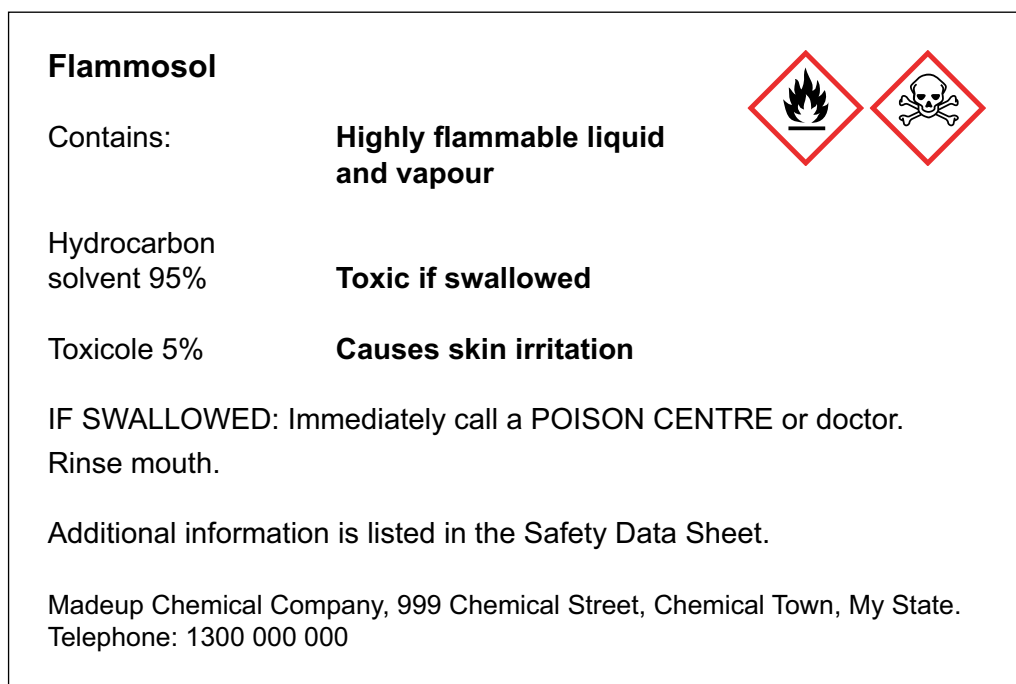 Flammosol
Contains: Highly flammable liquid
and vapour
Hydrocarbon
solvent 95% Toxic if swallowed
Toxicole 5% Causes skin irritation
IF SWALLOWED: Immediately call a POISON CENTRE or doctor.
Rinse mouth.
Additional information is listed in the Safety Data Sheet.
Madeup Chemical Company, 999 Chemical Street, Chemical Town, My State.
Telephone: 1300 000 000